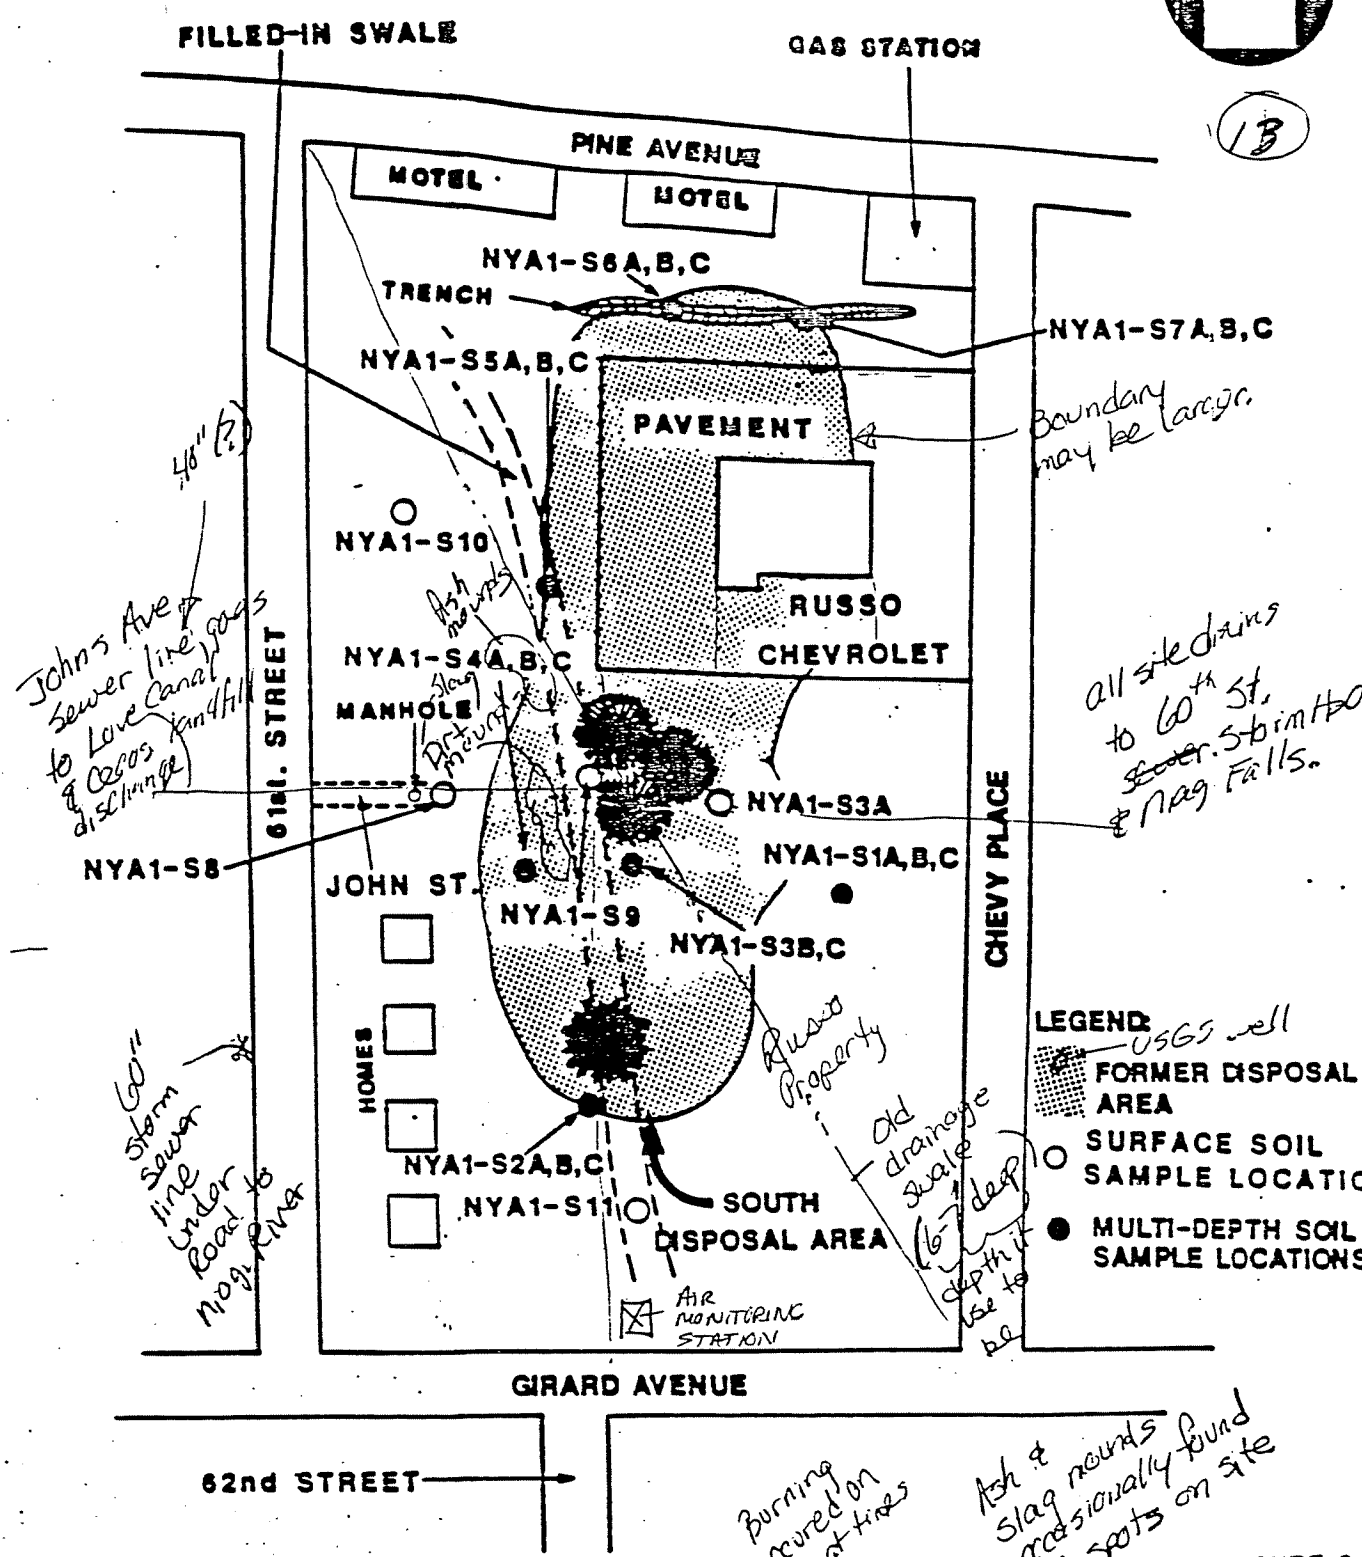 FILLED-IN SWALE
GAS STATION
1B
PINE AVENUE
MOTEL
MOTEL
NYA1-S6A,B,C
TRENCH
NYA1-S7A,B,C
NYA1-S5A,B,C
Boundary
may be larger.
PAVEMENT
48" (?)
NYA1-S10
Ash
mounds
RUSSO
CHEVROLET
Johns Ave
sewer line goes
to Love Canal
& Cecos landfill
discharge
NYA1-S4A,B,C
Slag
MANHOLE
Dirt
mounds
all site drains
to 60th St.
sewer. Storm
& Niag Falls.
61st. STREET
NYA1-S3A
NYA1-S8
JOHN ST.
NYA1-S1A,B,C
CHEVY PLACE
NYA1-S9
NYA1-S3B,C
HOMES
60"
storm
sewer
line
under
Road to
Niog. River
Russo
Property
Old
drainage
swale
(6-7' deep)
depth it
use to
be
LEGEND:
USGS well
FORMER DISPOSAL
AREA
SURFACE SOIL
SAMPLE LOCATIO
MULTI-DEPTH SOIL
SAMPLE LOCATIONS
NYA1-S2A,B,C
NYA1-S11
SOUTH
DISPOSAL AREA
AIR
MONITORING
STATION
GIRARD AVENUE
62nd STREET
Burning
cured on
at times
Ash &
slag mounds
ccasionally found
spots on site